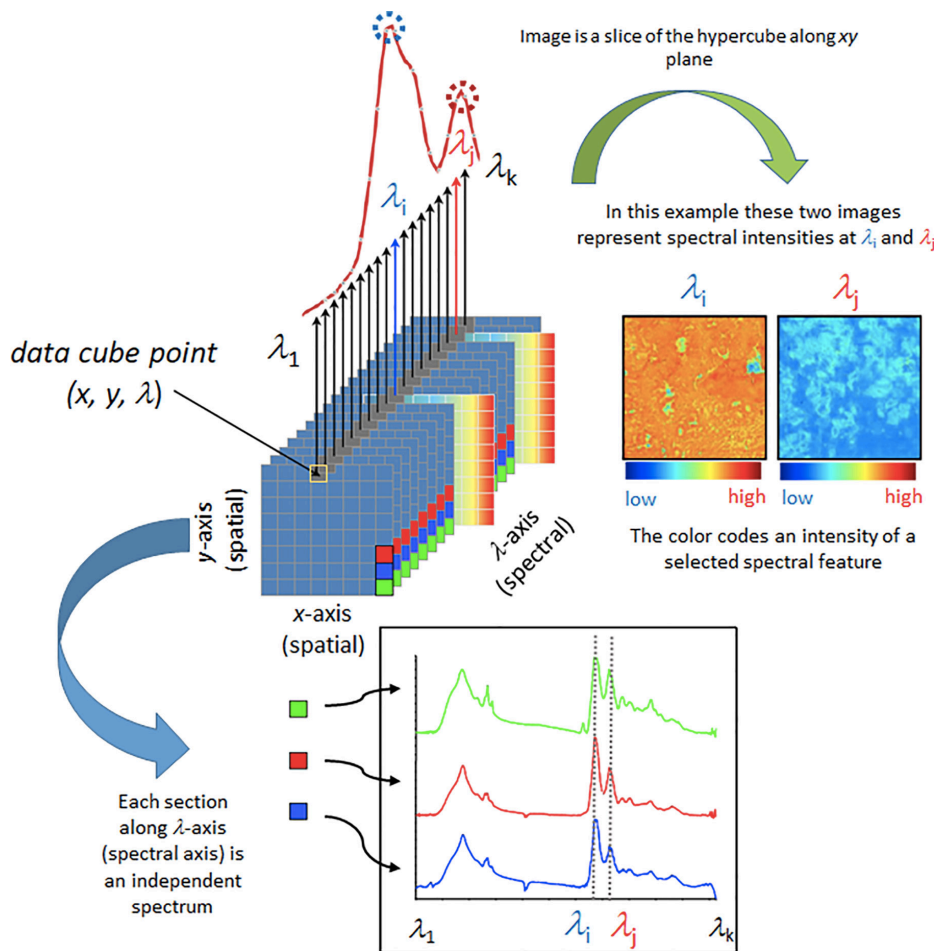 Image is a slice of the hypercube along xy
plane
λj
λk
λi
In this example these two images
represent spectral intensities at λi and λj
λi
λj
λ1
data cube point
(x, y, λ)
low
high
low
high
y-axis
(spatial)
λ-axis
(spectral)
The color codes an intensity of a
selected spectral feature
x-axis
(spatial)
Each section
along λ-axis
(spectral axis) is
an independent
spectrum
λ1
λi
λj
λk